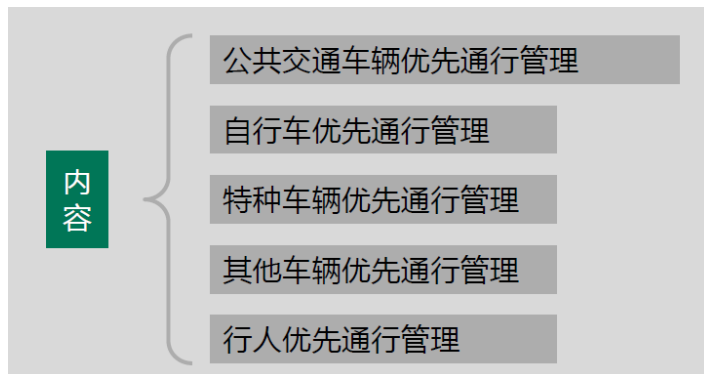 内
容
公共交通车辆优先通行管理
自行车优先通行管理
特种车辆优先通行管理
其他车辆优先通行管理
行人优先通行管理